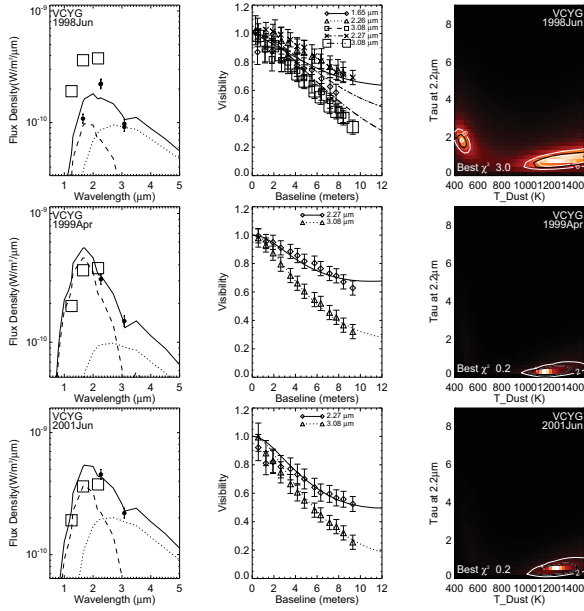 VCYG
1998Jun
10⁻⁹
10⁻¹⁰
Flux Density(W/m²/μm)
1 2 3 4 5
Wavelength (μm)
1.2
1.0
0.8
0.6
0.4
0.2
0.0
Visibility
1.65 μm
2.26 μm
3.08 μm
2.27 μm
3.08 μm
0 2 4 6 8 10 12
Baseline (meters)
8
6
4
2
0
Tau at 2.2μm
VCYG
1998Jun
Best χ² 3.0
400 600 800 1000 1200 1400
T_Dust (K)
VCYG
1999Apr
10⁻⁹
10⁻¹⁰
Flux Density(W/m²/μm)
1 2 3 4 5
Wavelength (μm)
1.2
1.0
0.8
0.6
0.4
0.2
0.0
Visibility
2.27 μm
3.08 μm
0 2 4 6 8 10 12
Baseline (meters)
8
6
4
2
0
Tau at 2.2μm
VCYG
1999Apr
Best χ² 0.2
2
400 600 800 1000 1200 1400
T_Dust (K)
VCYG
2001Jun
10⁻⁹
10⁻¹⁰
Flux Density(W/m²/μm)
1 2 3 4 5
Wavelength (μm)
1.2
1.0
0.8
0.6
0.4
0.2
0.0
Visibility
2.27 μm
3.08 μm
0 2 4 6 8 10 12
Baseline (meters)
8
6
4
2
0
Tau at 2.2μm
VCYG
2001Jun
Best χ² 0.2
2
400 600 800 1000 1200 1400
T_Dust (K)